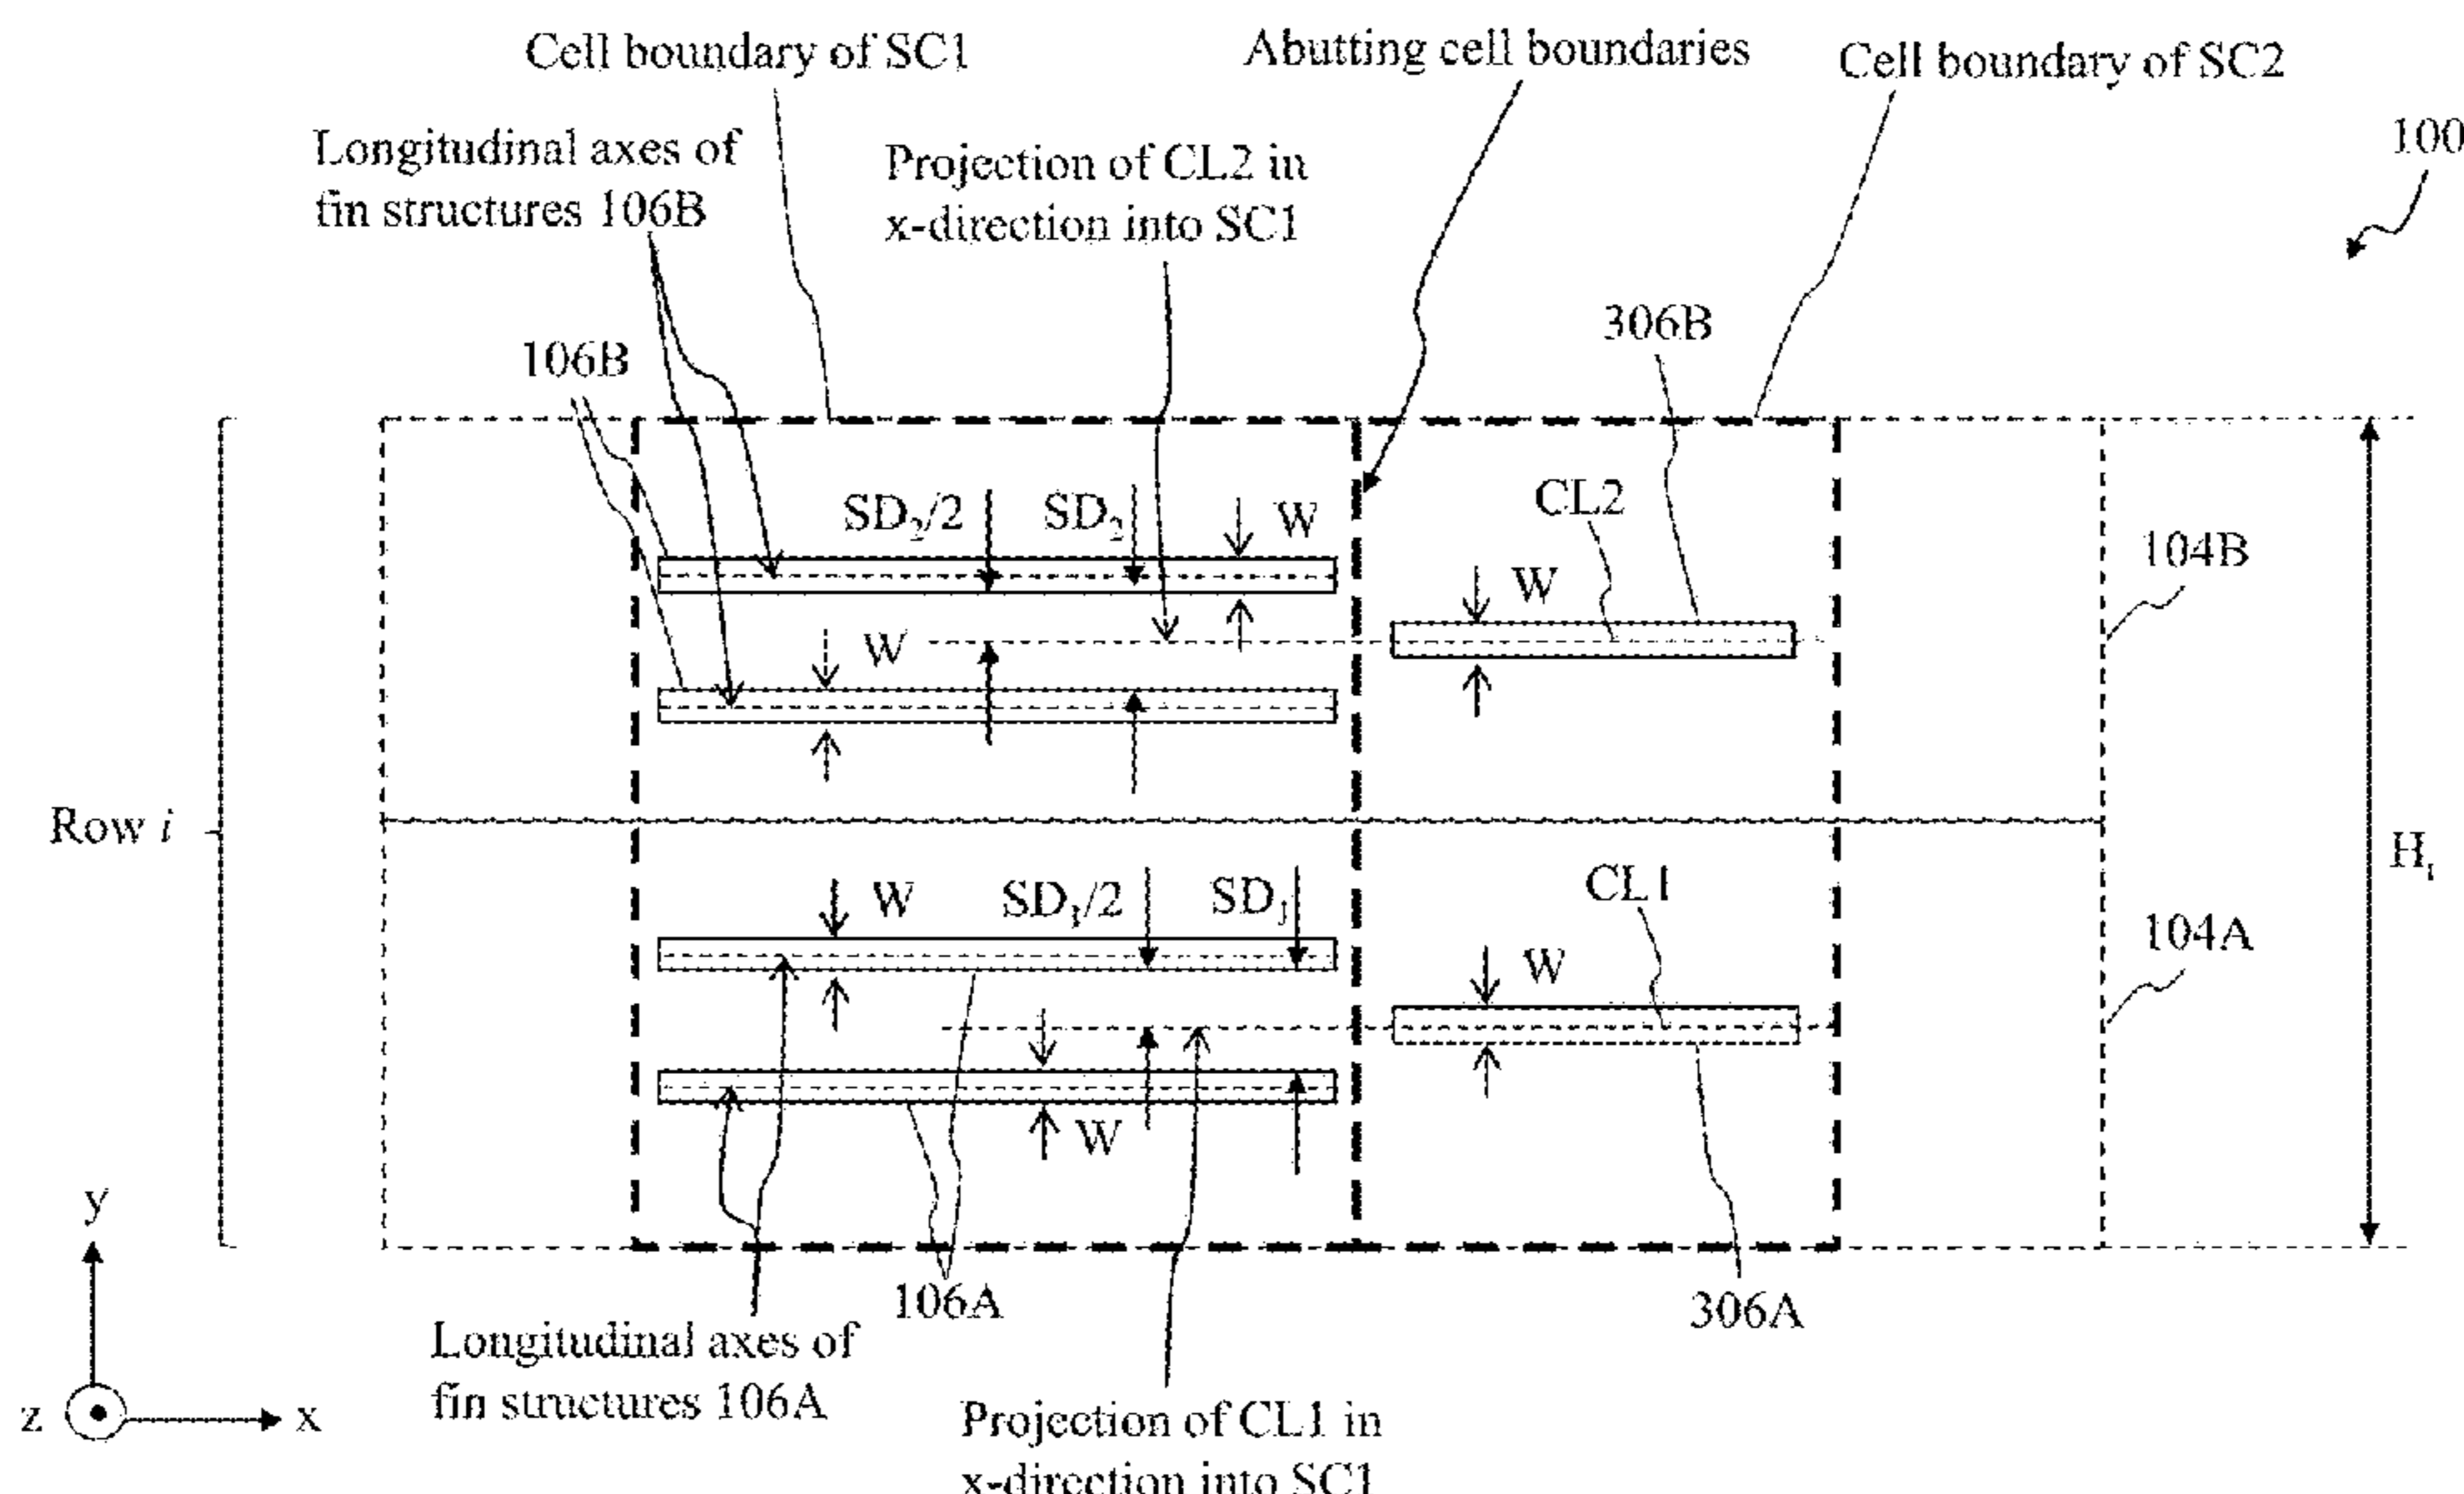 Cell boundary of SC1
Abutting cell boundaries
Cell boundary of SC2
100
Longitudinal axes of
fin structures 106B
Projection of CL2 in
x-direction into SC1
306B
106B
SD₂/2
SD₂
W
CL2
104B
W
W
Row i
Hᵢ
W
SD₁/2
SD₁
CL1
104A
W
W
106A
306A
Longitudinal axes of
fin structures 106A
Projection of CL1 in
x-direction into SC1
y
z
x